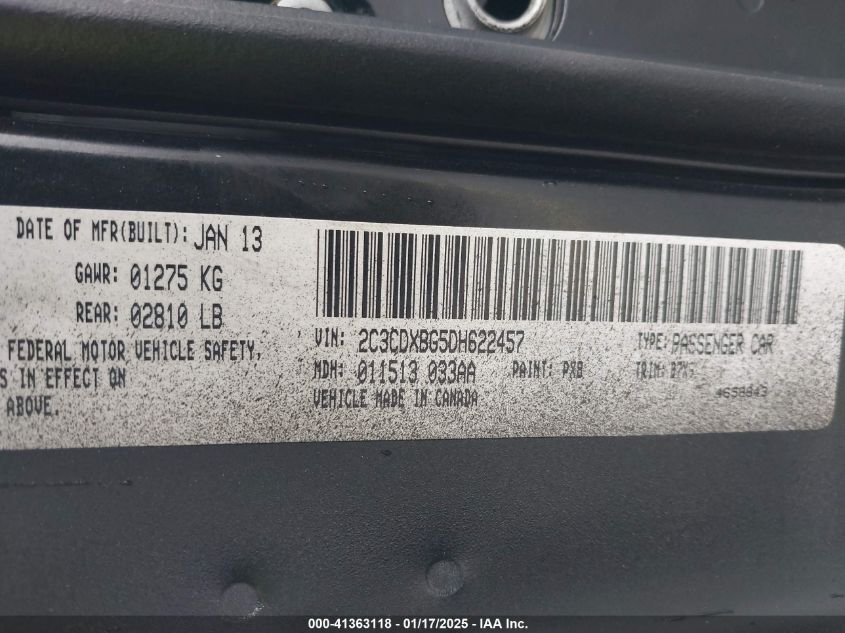 DATE OF MFR(BUILT): JAN 13
GAWR: 01275 KG
REAR: 02810 LB
FEDERAL MOTOR VEHICLE SAFETY,
S IN EFFECT ON
ABOVE.
VIN: 2C3CDXBG5DH622457 TYPE: PASSENGER CAR
MDH: 011513 033AA PAINT: PX8 TRIM:
VEHICLE MADE IN CANADA
000-41363118 - 01/17/2025 - IAA Inc.